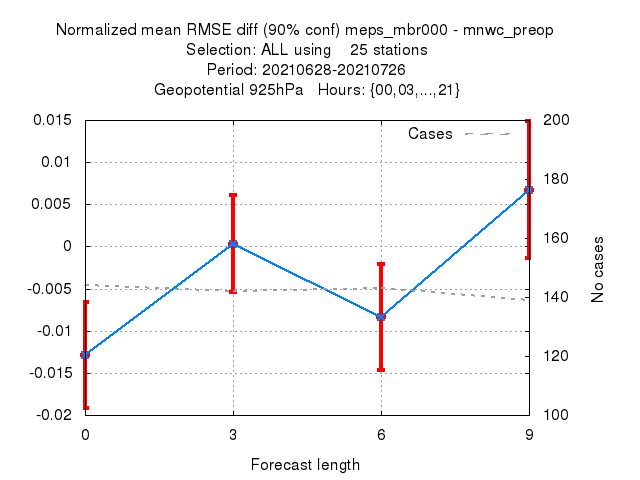 Normalized mean RMSE diff (90% conf) meps_mbr000 - mnwc_preop
Selection: ALL using 25 stations
Period: 20210628-20210726
Geopotential 925hPa Hours: {00,03,...,21}
Cases
0.015
0.01
0.005
0
-0.005
-0.01
-0.015
-0.02
200
180
160
140
120
100
No cases
0 3 6 9
Forecast length